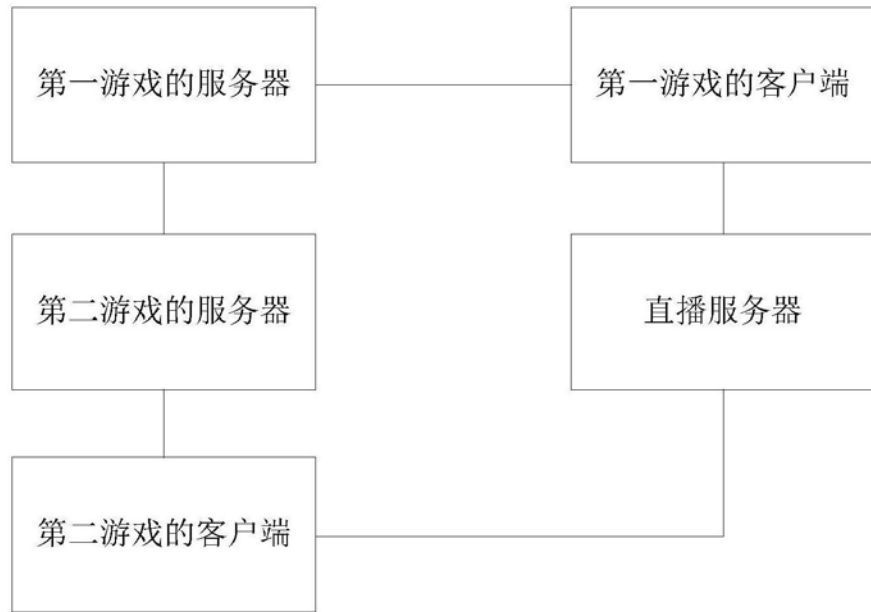 第一游戏的服务器
第一游戏的客户端
第二游戏的服务器
直播服务器
第二游戏的客户端